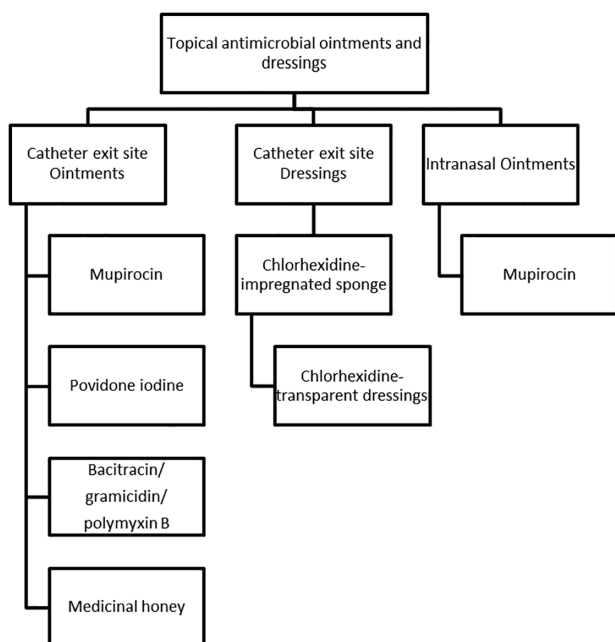 Topical antimicrobial ointments and
dressings
Catheter exit site
Ointments
Catheter exit site
Dressings
Intranasal Ointments
Mupirocin
Chlorhexidine-
impregnated sponge
Mupirocin
Povidone iodine
Chlorhexidine-
transparent dressings
Bacitracin/
gramicidin/
polymyxin B
Medicinal honey